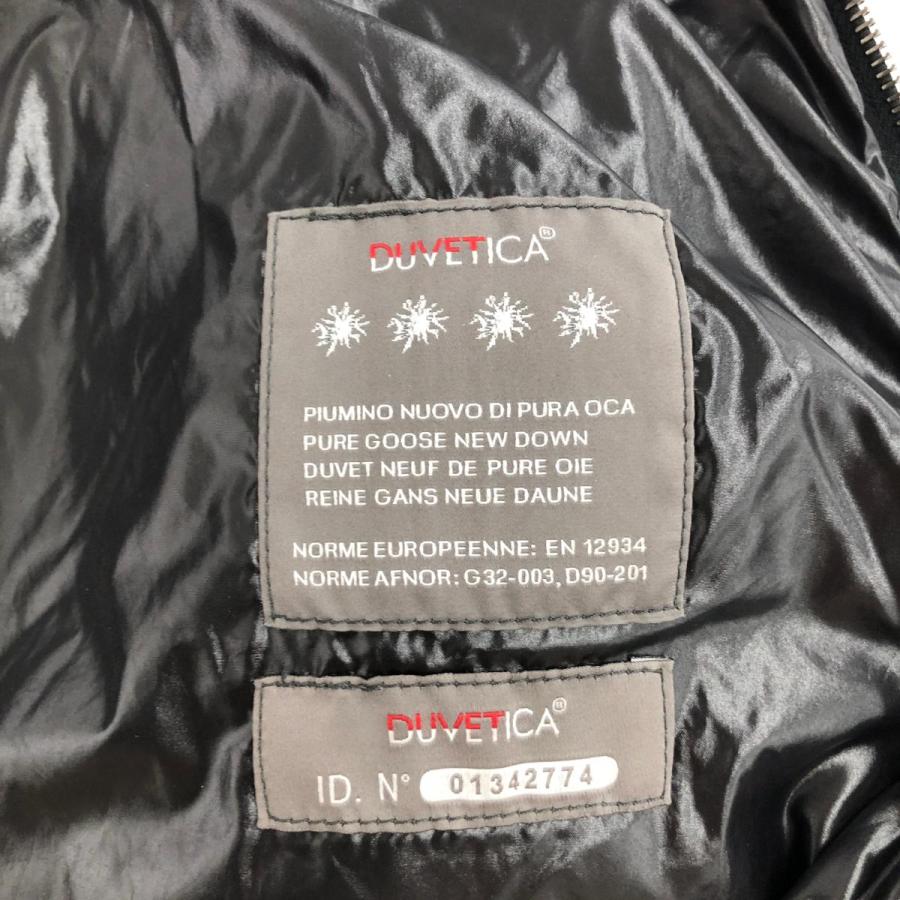 DUVETICA®
PIUMINO NUOVO DI PURA OCA
PURE GOOSE NEW DOWN
DUVET NEUF DE PURE OIE
REINE GANS NEUE DAUNE
NORME EUROPEENNE: EN 12934
NORME AFNOR: G32-003, D90-201
DUVETICA®
ID. N° 01342774